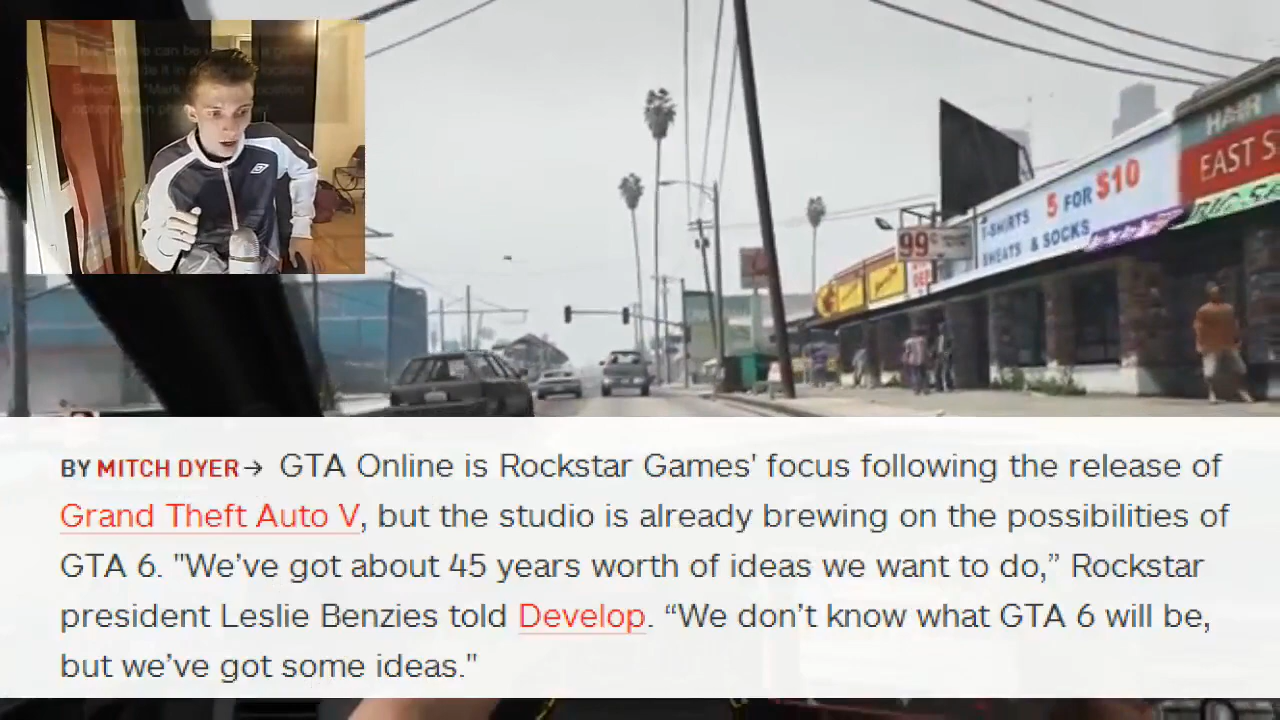 HAIR
EAST S
T-SHIRTS 5 FOR $10
SHEATS & SOCKS
99¢
BY MITCH DYER→ GTA Online is Rockstar Games' focus following the release of
Grand Theft Auto V, but the studio is already brewing on the possibilities of
GTA 6. "We’ve got about 45 years worth of ideas we want to do,” Rockstar
president Leslie Benzies told Develop. “We don’t know what GTA 6 will be,
but we’ve got some ideas."